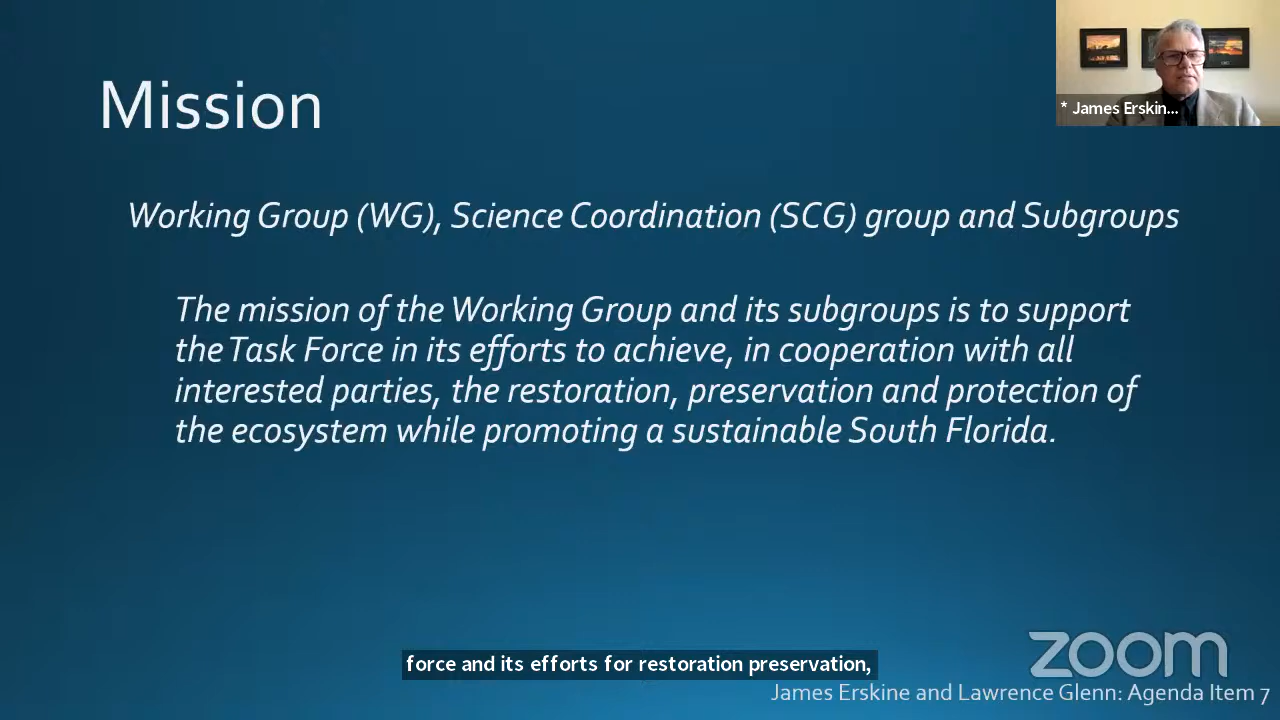 Mission
* James Erskin...
Working Group (WG), Science Coordination (SCG) group and Subgroups
The mission of the Working Group and its subgroups is to support
the Task Force in its efforts to achieve, in cooperation with all
interested parties, the restoration, preservation and protection of
the ecosystem while promoting a sustainable South Florida.
force and its efforts for restoration preservation,
zoom
James Erskine and Lawrence Glenn: Agenda Item 7